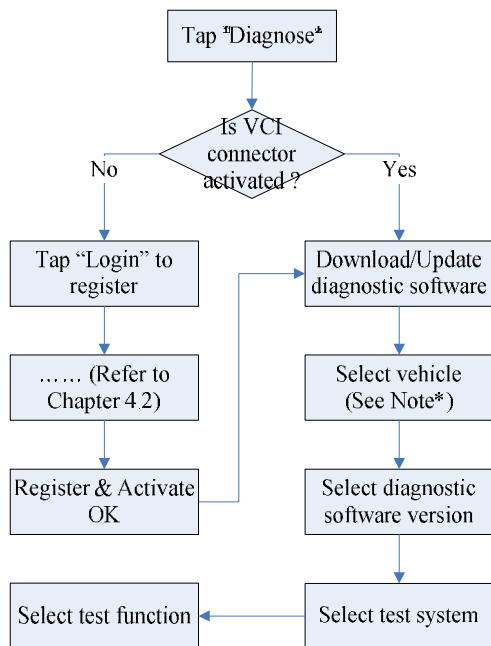 Tap "Diagnose"
Is VCI
connector
activated ?
No
Yes
Tap “Login” to
register
Download/Update
diagnostic software
…… (Refer to
Chapter 4.2)
Select vehicle
(See Note*)
Register & Activate
OK
Select diagnostic
software version
Select test function
Select test system